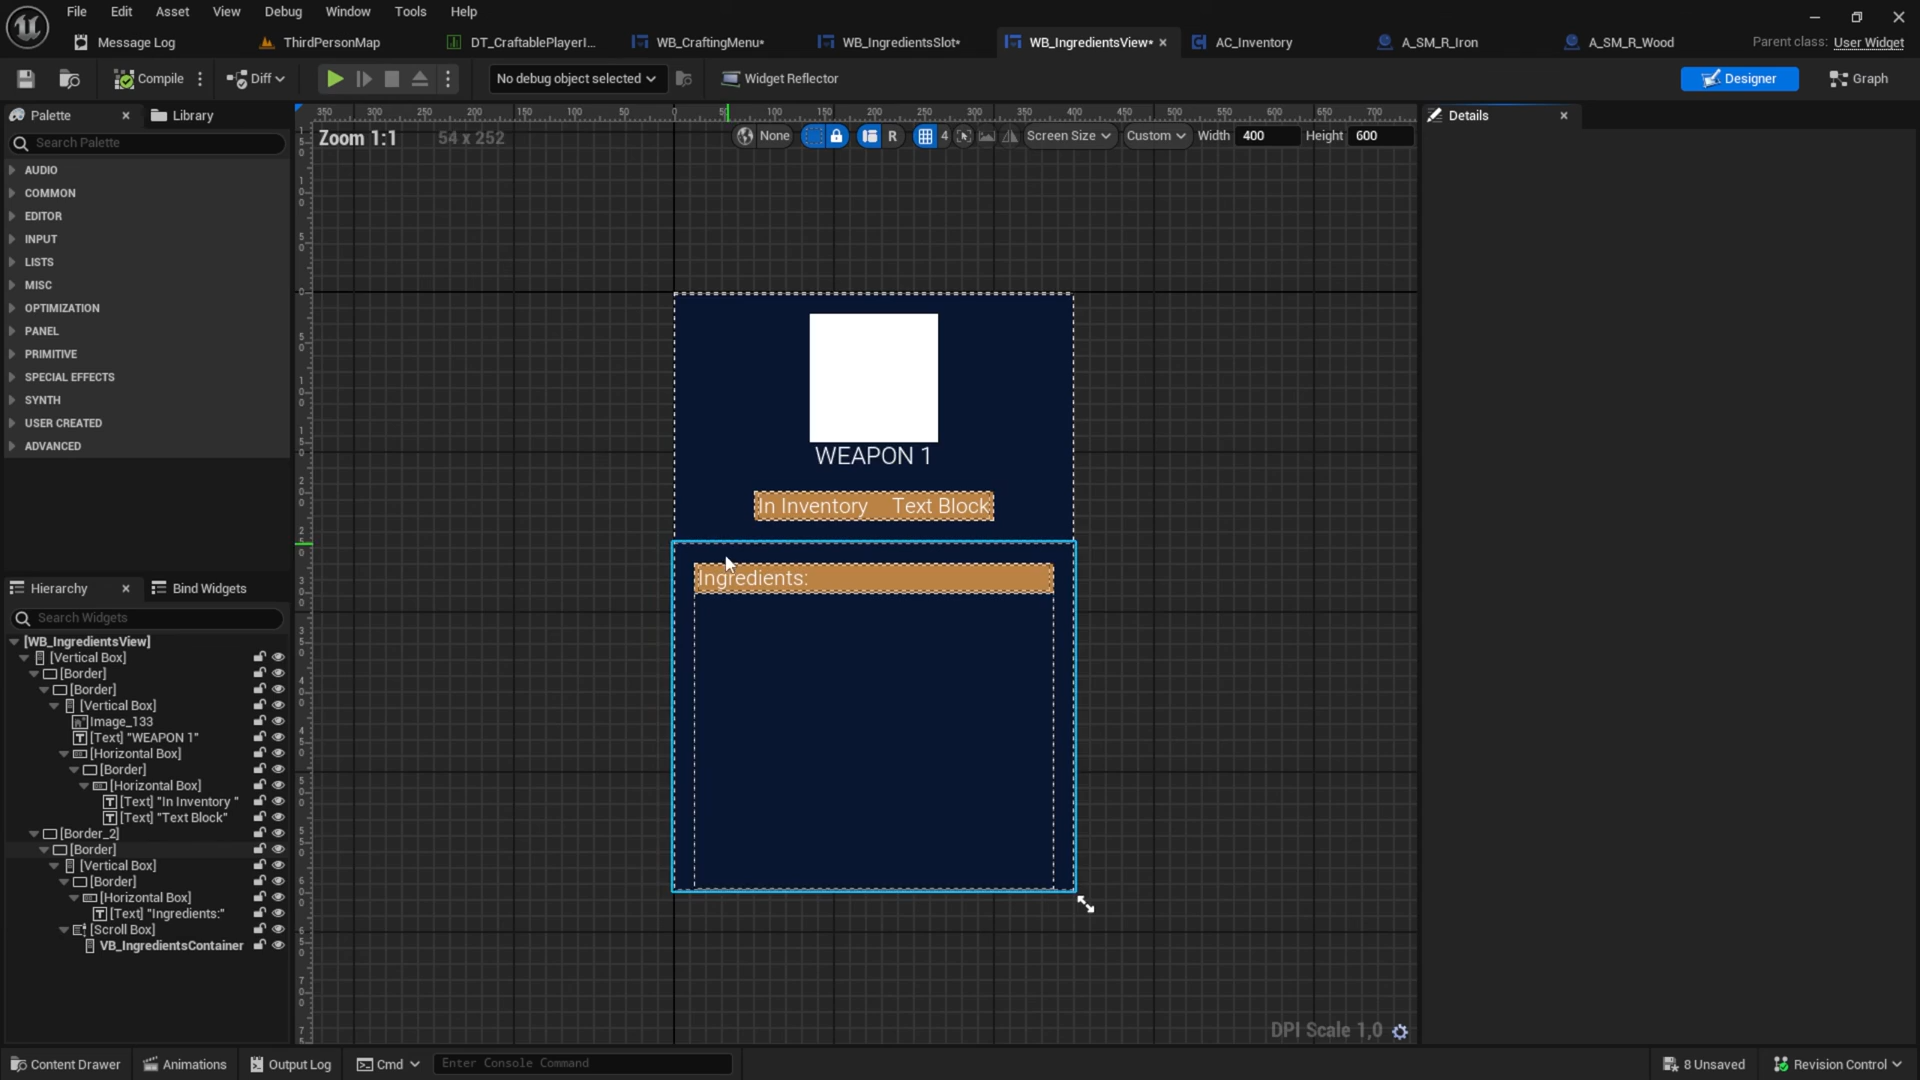 File Edit Asset View Debug Window Tools Help
Message Log ThirdPersonMap DT_CraftablePlayerI... WB_CraftingMenu* WB_IngredientsSlot* WB_IngredientsView* AC_Inventory A_SM_R_Iron A_SM_R_Wood Parent class: User Widget
Compile Diff No debug object selected Widget Reflector Designer Graph
Palette Library Details
Search Palette
Zoom 1:1 54 x 252 None R 4 Screen Size Custom Width 400 Height 600
AUDIO
COMMON
EDITOR
INPUT
LISTS
MISC
OPTIMIZATION
PANEL
PRIMITIVE
SPECIAL EFFECTS
SYNTH
USER CREATED
ADVANCED
WEAPON 1
In Inventory Text Block
Ingredients:
Hierarchy Bind Widgets
Search Widgets
[WB_IngredientsView]
[Vertical Box]
[Border]
[Border]
[Vertical Box]
Image_133
[Text] "WEAPON 1"
[Horizontal Box]
[Border]
[Horizontal Box]
[Text] "In Inventory "
[Text] "Text Block"
[Border_2]
[Border]
[Vertical Box]
[Border]
[Horizontal Box]
[Text] "Ingredients:"
[Scroll Box]
VB_IngredientsContainer
DPI Scale 1,0
Content Drawer Animations Output Log Cmd Enter Console Command 8 Unsaved Revision Control